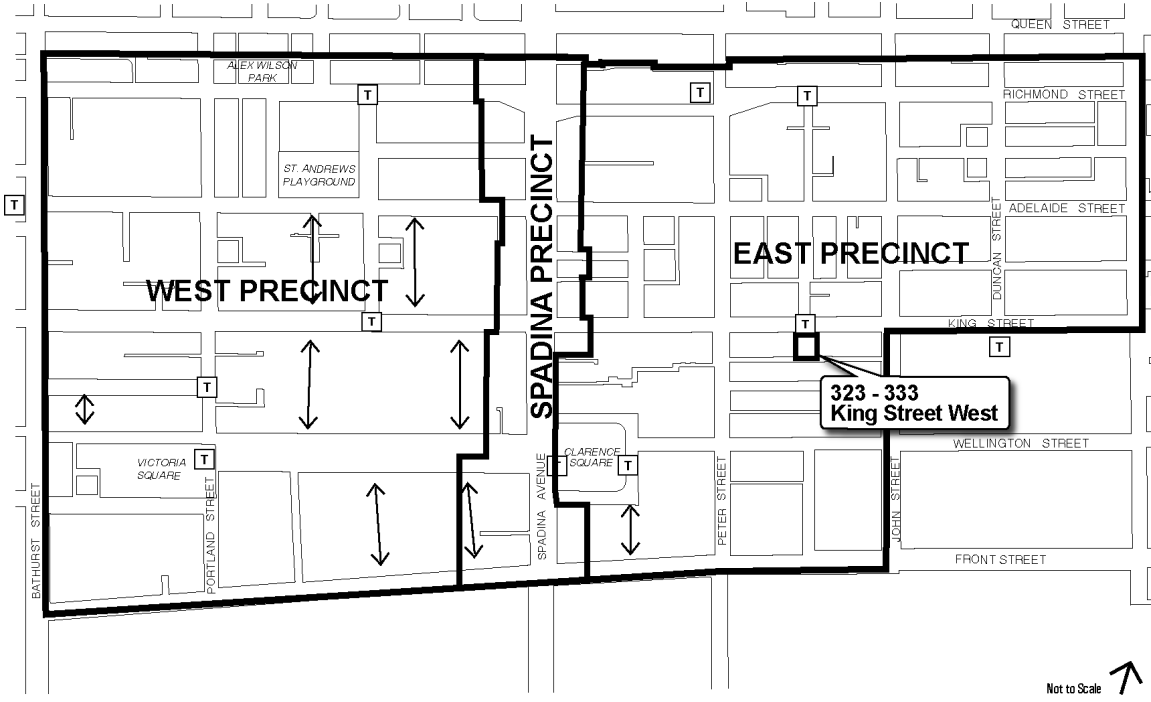 QUEEN STREET
ALEX WILSON
PARK
T
T
T
RICHMOND STREET
ST. ANDREWS
PLAYGROUND
T
ADELAIDE STREET
DUNCAN STREET
SPADINA PRECINCT
EAST PRECINCT
WEST PRECINCT
T
T
KING STREET
T
T
323 - 333
King Street West
WELLINGTON STREET
VICTORIA
SQUARE
T
CLARENCE
SQUARE
T
T
BATHURST STREET
PORTLAND STREET
SPADINA AVENUE
PETER STREET
JOHN STREET
FRONT STREET
Not to Scale